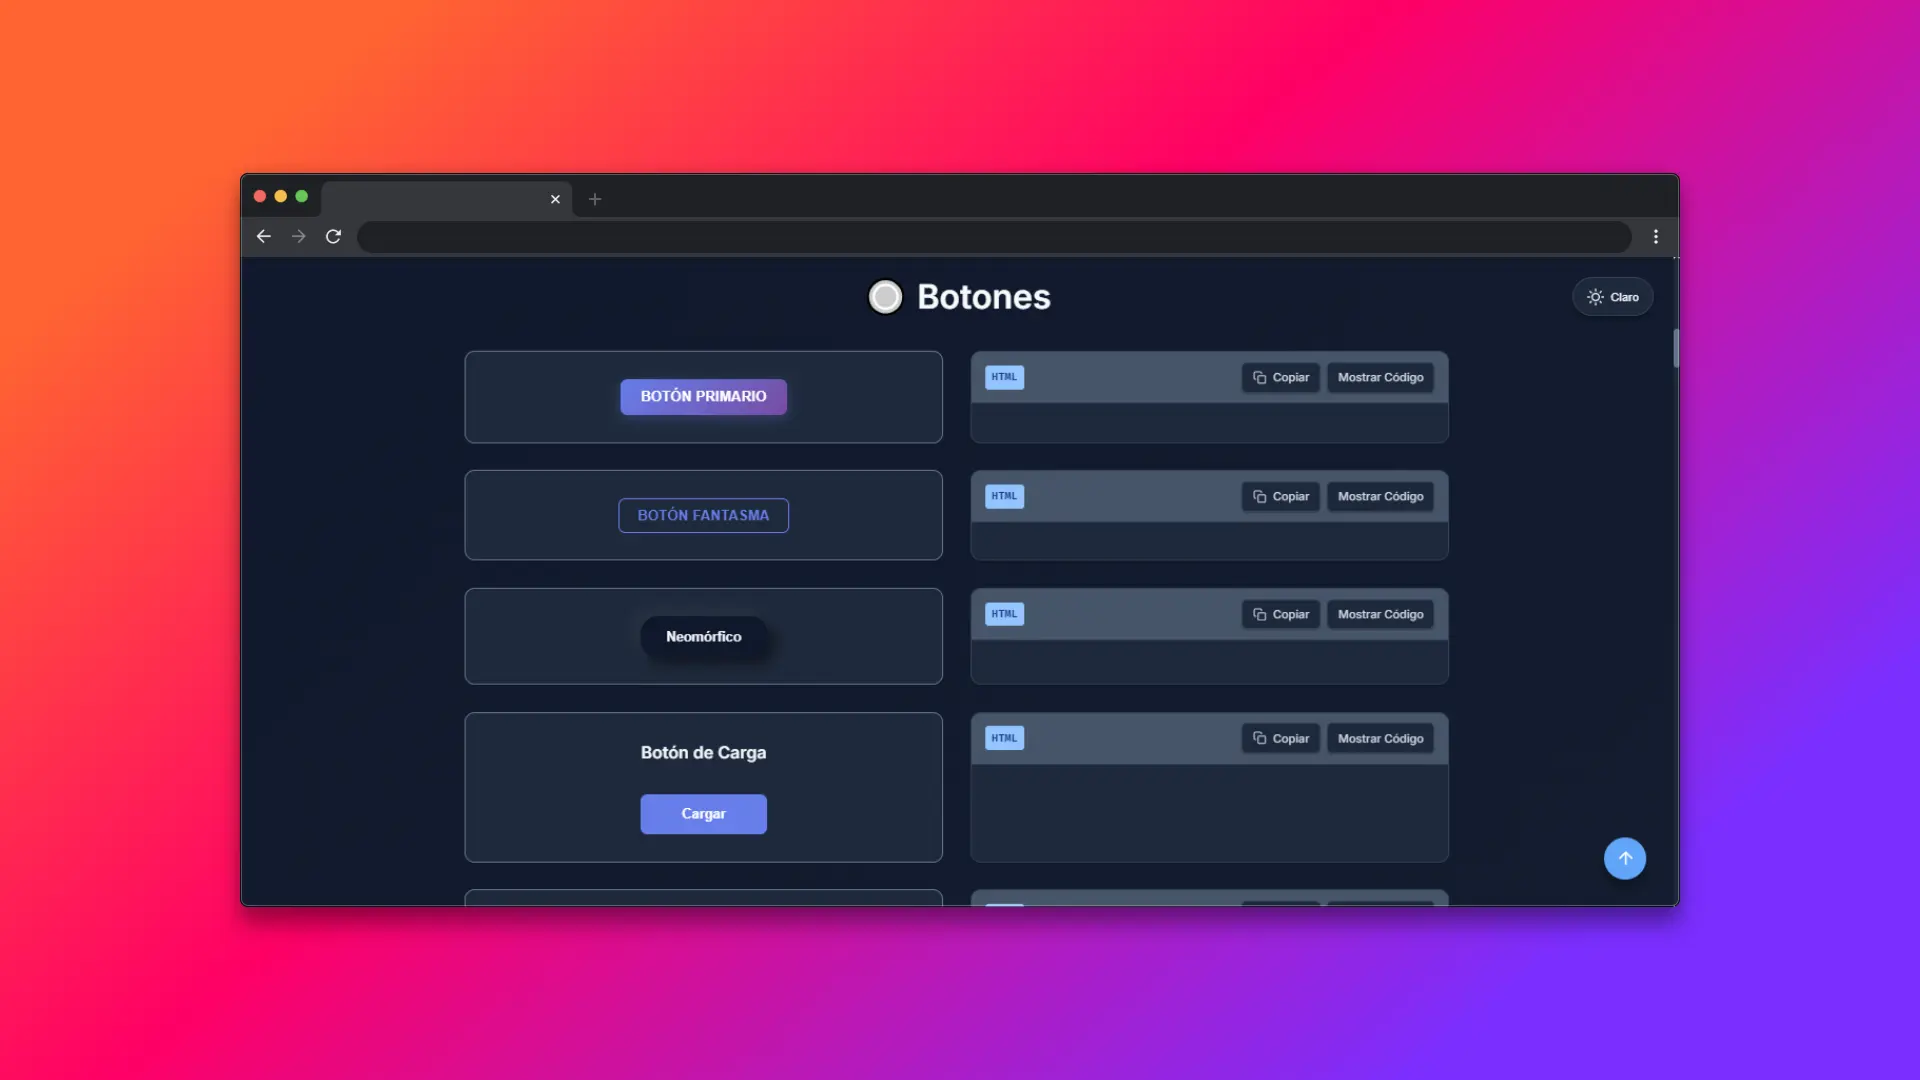 Botones
Claro
BOTÓN PRIMARIO
HTML
Copiar
Mostrar Código
BOTÓN FANTASMA
HTML
Copiar
Mostrar Código
Neomórfico
HTML
Copiar
Mostrar Código
Botón de Carga
Cargar
HTML
Copiar
Mostrar Código